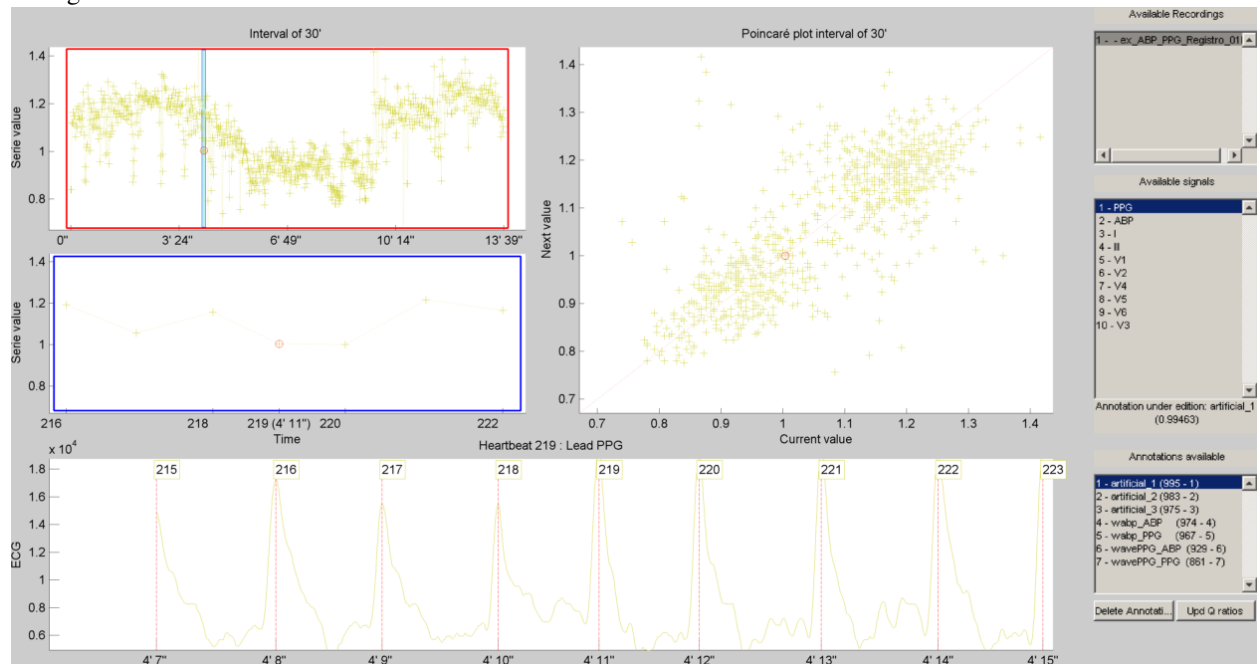 Interval of 30'
1.4
1.2
1
0.8
Serie value
0"
3' 24"
6' 49"
10' 14"
13' 39"
1.4
1.2
1
0.8
Serie value
216
218
219 (4' 11")
220
222
Time
Poincaré plot interval of 30'
1.4
1.3
1.2
1.1
1
0.9
0.8
0.7
Next value
0.7
0.8
0.9
1
1.1
1.2
1.3
1.4
Current value
Heartbeat 219 : Lead PPG
x 10⁴
1.8
1.6
1.4
1.2
1
0.8
0.6
ECG
215
216
217
218
219
220
221
222
223
4' 7"
4' 8"
4' 9"
4' 10"
4' 11"
4' 12"
4' 13"
4' 14"
4' 15"
Available Recordings
1 - - ex_ABP_PPG_Registro_01
Available signals
1 - PPG
2 - ABP
3 - I
4 - II
5 - V1
6 - V2
7 - V4
8 - V5
9 - V6
10 - V3
Annotation under edition: artificial_1
(0.99463)
Annotations available
1 - artificial_1 (995 - 1)
2 - artificial_2 (983 - 2)
3 - artificial_3 (975 - 3)
4 - wabp_ABP (974 - 4)
5 - wabp_PPG (967 - 5)
6 - wavePPG_ABP (929 - 6)
7 - wavePPG_PPG (861 - 7)
Delete Annotati...
Upd Q ratios